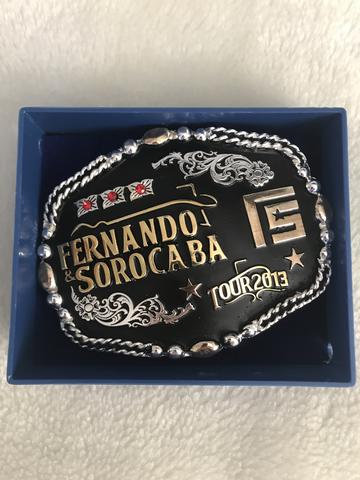 FERNANDO
& SOROCABA
FS
TOUR 2013